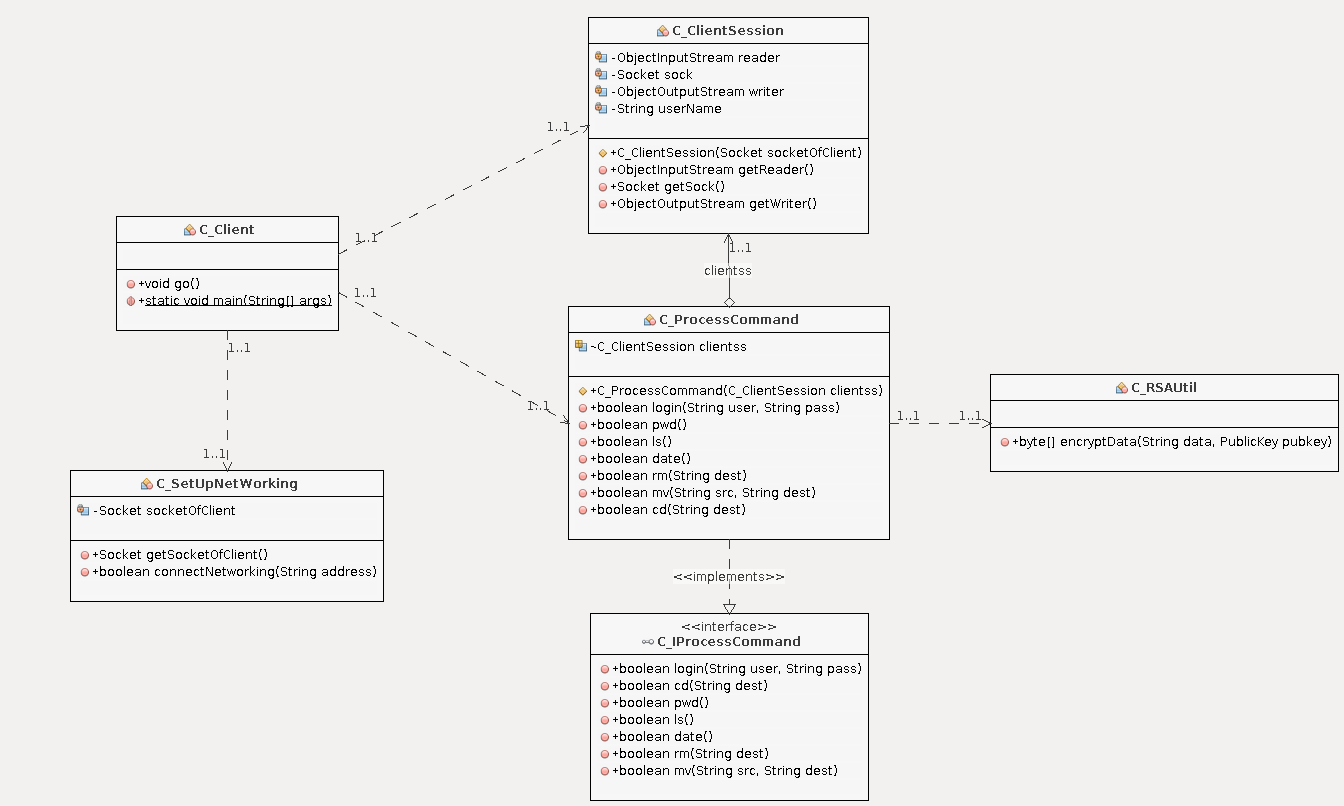 C_ClientSession
-ObjectInputStream reader
-Socket sock
-ObjectOutputStream writer
-String userName
+C_ClientSession(Socket socketOfClient)
+ObjectInputStream getReader()
+Socket getSock()
+ObjectOutputStream getWriter()
1..1
1..1
C_Client
+void go()
+static void main(String[] args)
1..1
clientss
1..1
1..1
C_ProcessCommand
~C_ClientSession clientss
+C_ProcessCommand(C_ClientSession clientss)
+boolean login(String user, String pass)
+boolean pwd()
+boolean ls()
+boolean date()
+boolean rm(String dest)
+boolean mv(String src, String dest)
+boolean cd(String dest)
1..1
1..1
C_RSAUtil
+byte[] encryptData(String data, PublicKey pubkey)
1..1
1..1
C_SetUpNetWorking
-Socket socketOfClient
+Socket getSocketOfClient()
+boolean connectNetworking(String address)
<<implements>>
<<interface>>
C_IProcessCommand
+boolean login(String user, String pass)
+boolean cd(String dest)
+boolean pwd()
+boolean ls()
+boolean date()
+boolean rm(String dest)
+boolean mv(String src, String dest)